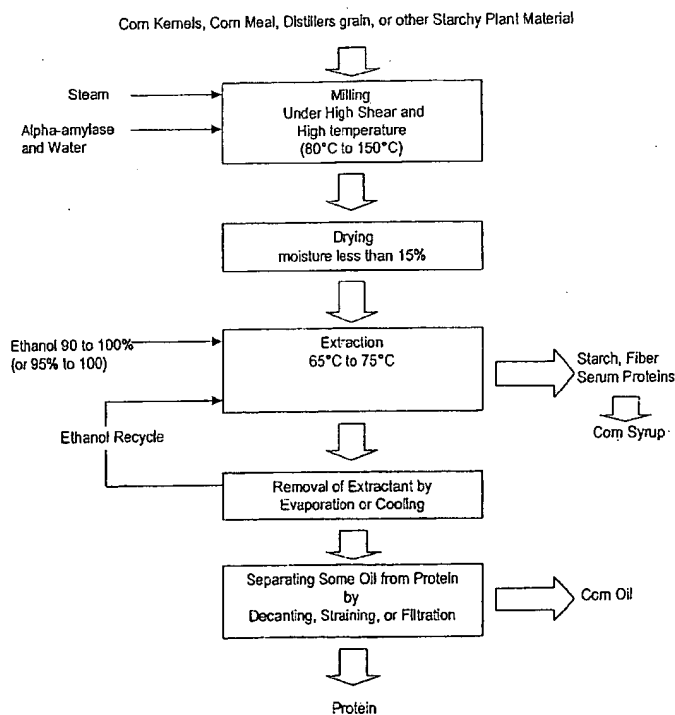 Corn Kernels, Corn Meal, Distillers grain, or other Starchy Plant Material
Steam
Alpha-amylase
and Water
Milling
Under High Shear and
High temperature
(80°C to 150°C)
Drying
moisture less than 15%
Ethanol 90 to 100%
(or 95% to 100)
Extraction
65°C to 75°C
Starch, Fiber
Serum Proteins
Corn Syrup
Ethanol Recycle
Removal of Extractant by
Evaporation or Cooling
Separating Some Oil from Protein
by
Decanting, Straining, or Filtration
Corn Oil
Protein